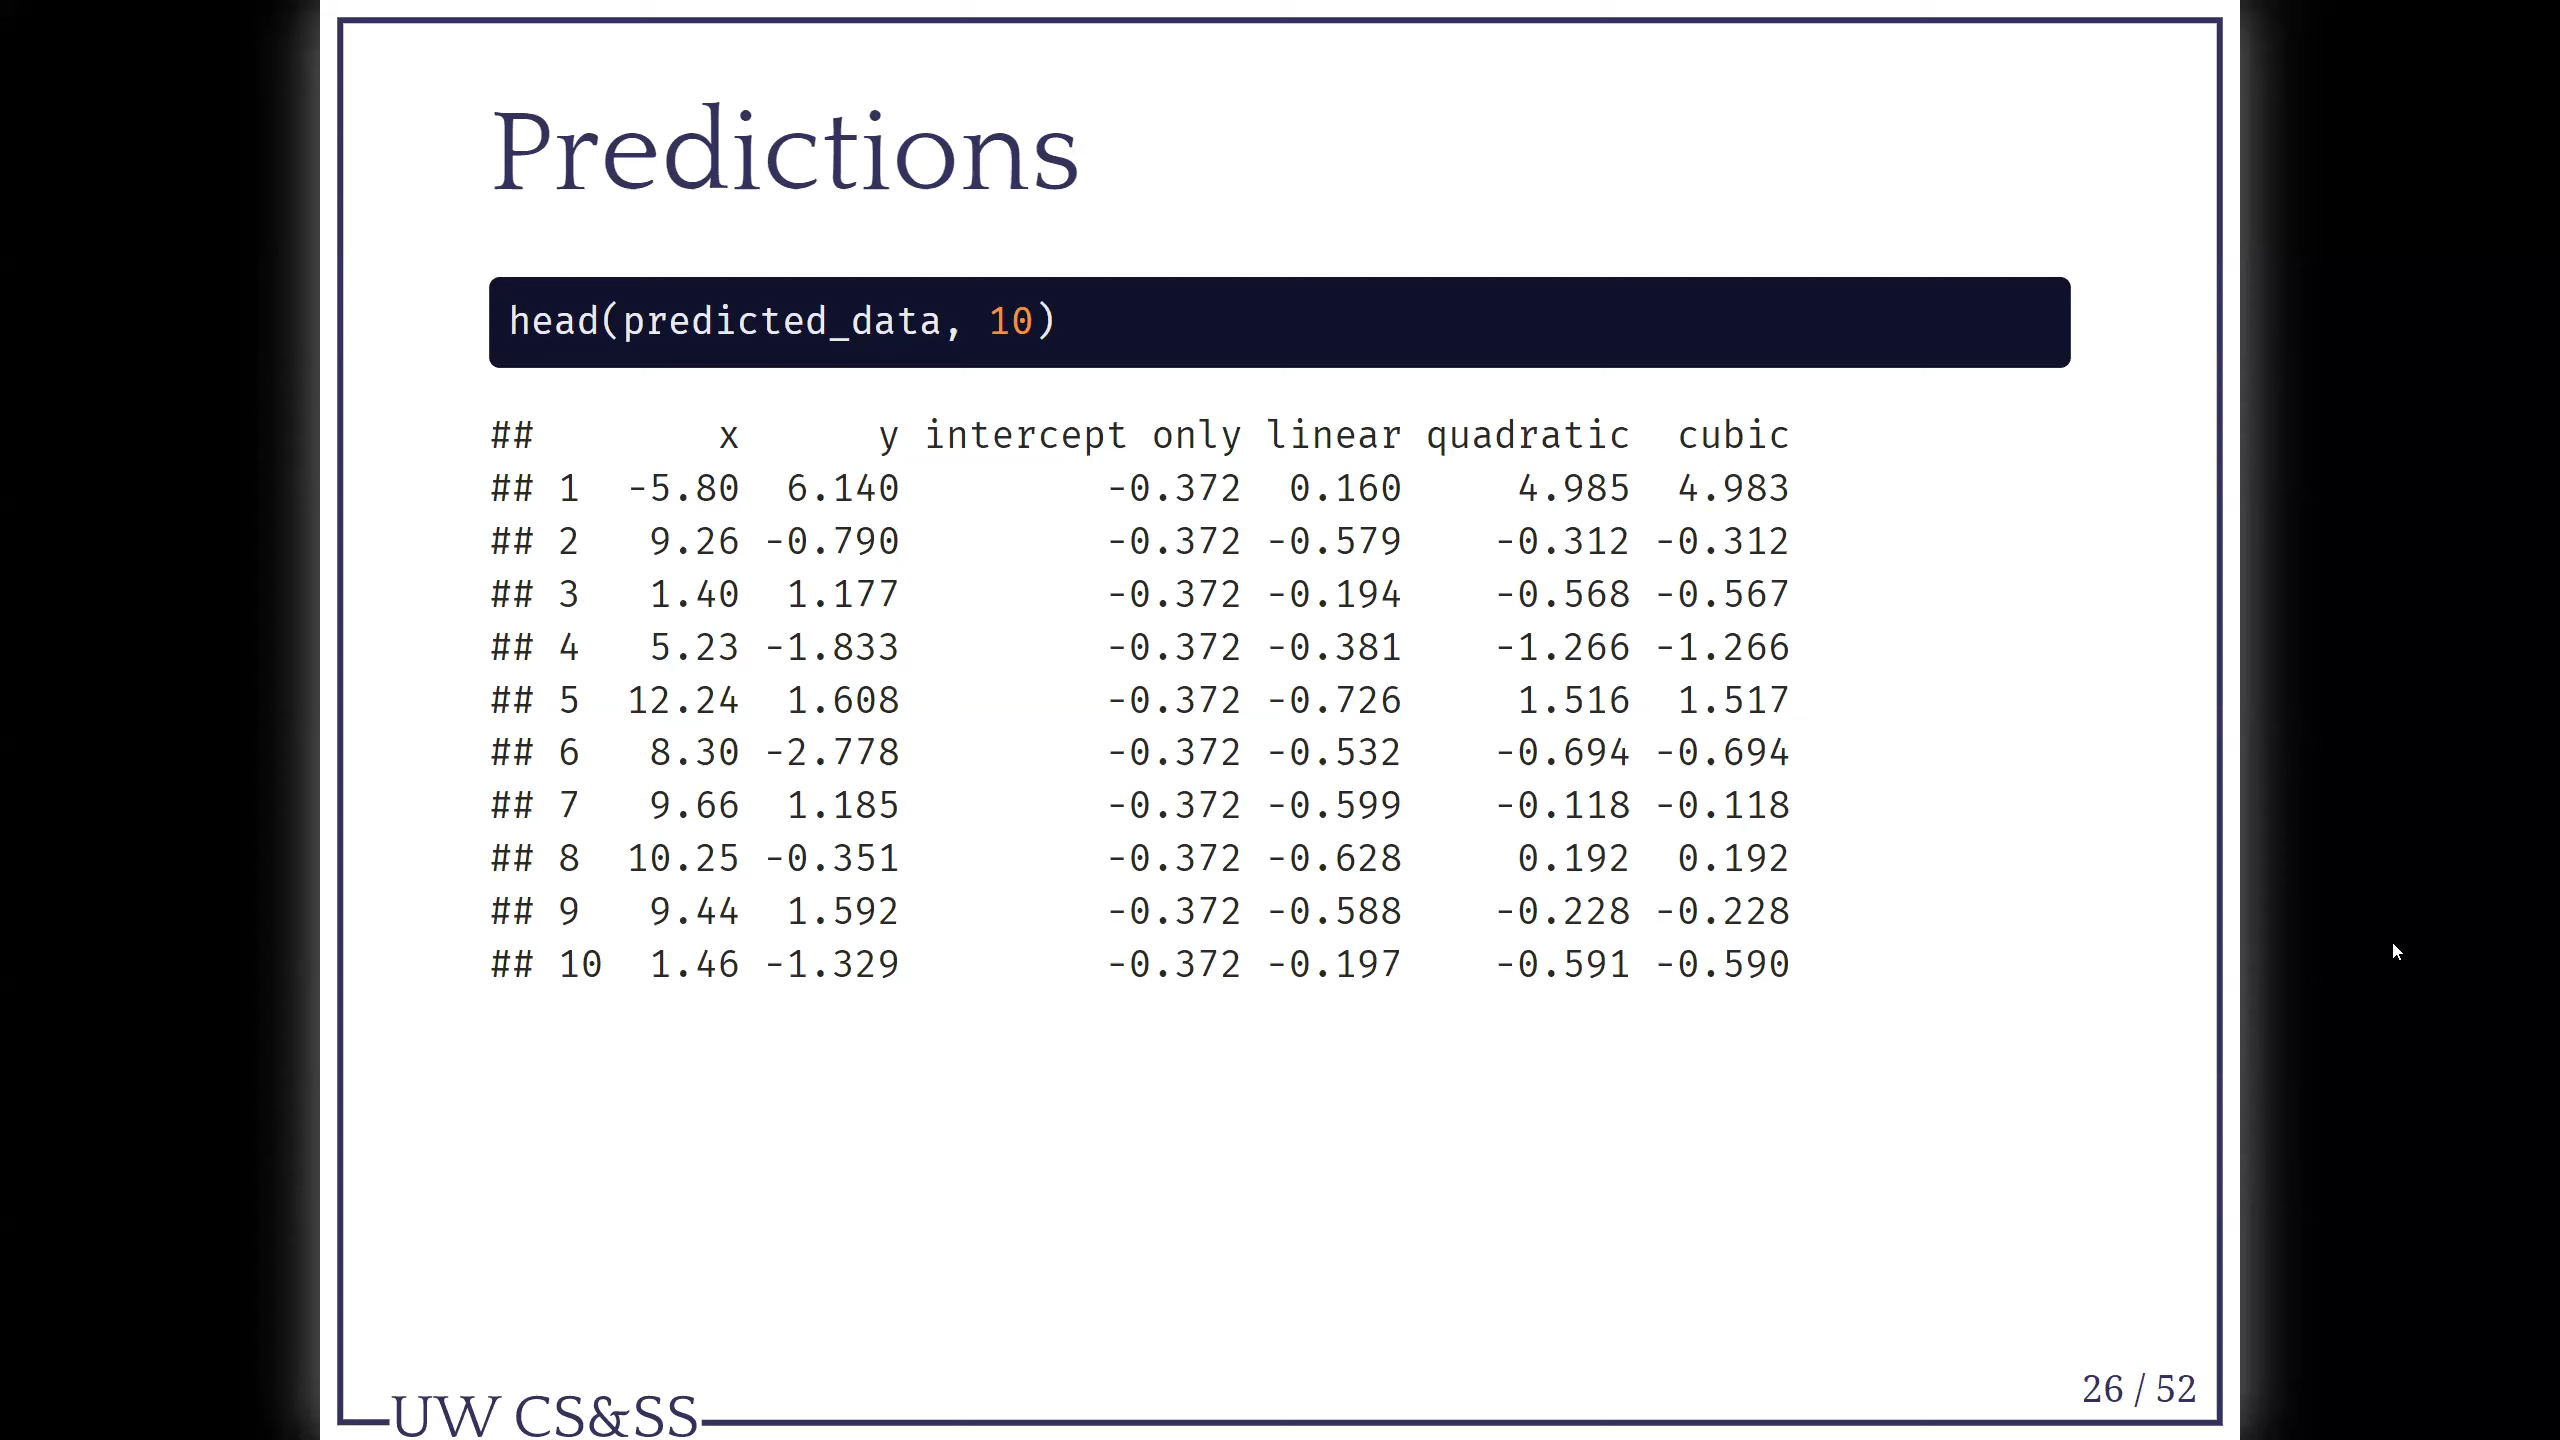 Predictions
head(predicted_data, 10)
##        x      y intercept only linear quadratic  cubic
## 1  -5.80  6.140         -0.372  0.160     4.985  4.983
## 2   9.26 -0.790         -0.372 -0.579    -0.312 -0.312
## 3   1.40  1.177         -0.372 -0.194    -0.568 -0.567
## 4   5.23 -1.833         -0.372 -0.381    -1.266 -1.266
## 5  12.24  1.608         -0.372 -0.726     1.516  1.517
## 6   8.30 -2.778         -0.372 -0.532    -0.694 -0.694
## 7   9.66  1.185         -0.372 -0.599    -0.118 -0.118
## 8  10.25 -0.351         -0.372 -0.628     0.192  0.192
## 9   9.44  1.592         -0.372 -0.588    -0.228 -0.228
## 10  1.46 -1.329         -0.372 -0.197    -0.591 -0.590
26 / 52
UW CS&SS